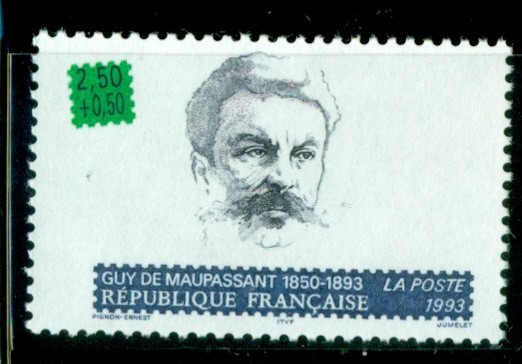 2,50
+0,50
GUY DE MAUPASSANT 1850-1893
RÉPUBLIQUE FRANÇAISE
LA POSTE
1993
PIGNON-ERNEST
ITVF
JUMELET